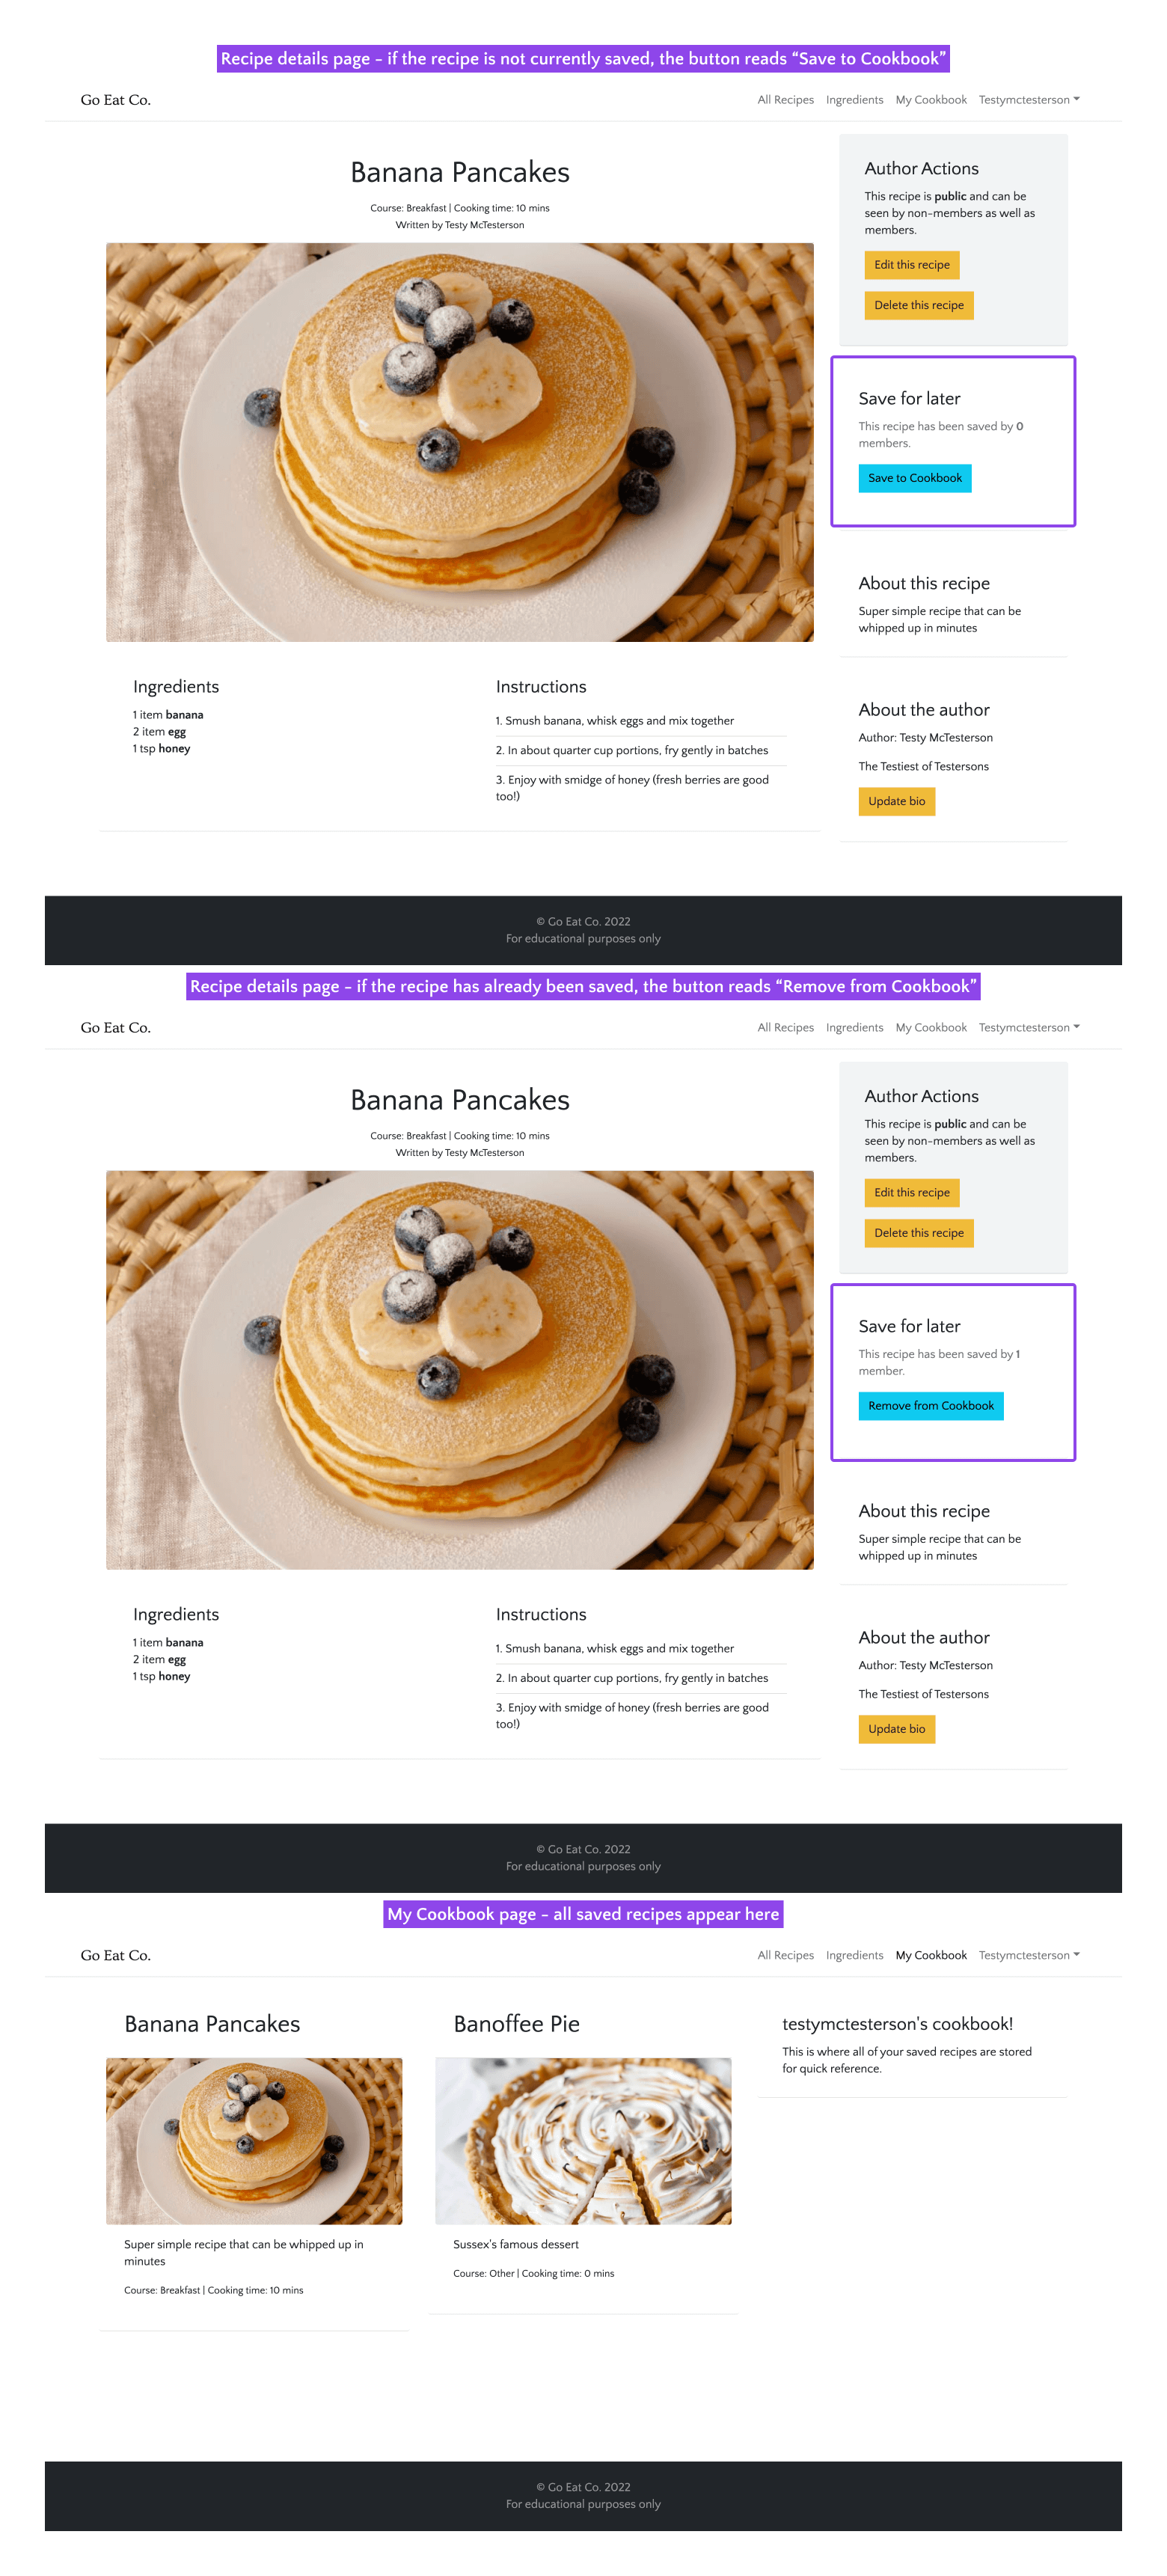 Recipe details page - if the recipe is not currently saved, the button reads “Save to Cookbook”
Go Eat Co.
All Recipes Ingredients My Cookbook Testymctesterson
Banana Pancakes
Course: Breakfast | Cooking time: 10 mins
Written by Testy McTesterson
Author Actions
This recipe is public and can be
seen by non-members as well as
members.
Edit this recipe
Delete this recipe
Save for later
This recipe has been saved by 0
members.
Save to Cookbook
About this recipe
Super simple recipe that can be
whipped up in minutes
Ingredients
1 item banana
2 item egg
1 tsp honey
Instructions
1. Smush banana, whisk eggs and mix together
2. In about quarter cup portions, fry gently in batches
3. Enjoy with smidge of honey (fresh berries are good
too!)
About the author
Author: Testy McTesterson
The Testiest of Testersons
Update bio
© Go Eat Co. 2022
For educational purposes only
Recipe details page - if the recipe has already been saved, the button reads “Remove from Cookbook”
Go Eat Co.
All Recipes Ingredients My Cookbook Testymctesterson
Banana Pancakes
Course: Breakfast | Cooking time: 10 mins
Written by Testy McTesterson
Author Actions
This recipe is public and can be
seen by non-members as well as
members.
Edit this recipe
Delete this recipe
Save for later
This recipe has been saved by 1
member.
Remove from Cookbook
About this recipe
Super simple recipe that can be
whipped up in minutes
Ingredients
1 item banana
2 item egg
1 tsp honey
Instructions
1. Smush banana, whisk eggs and mix together
2. In about quarter cup portions, fry gently in batches
3. Enjoy with smidge of honey (fresh berries are good
too!)
About the author
Author: Testy McTesterson
The Testiest of Testersons
Update bio
© Go Eat Co. 2022
For educational purposes only
My Cookbook page - all saved recipes appear here
Go Eat Co.
All Recipes Ingredients My Cookbook Testymctesterson
Banana Pancakes
Super simple recipe that can be whipped up in
minutes
Course: Breakfast | Cooking time: 10 mins
Banoffee Pie
Sussex's famous dessert
Course: Other | Cooking time: 0 mins
testymctesterson's cookbook!
This is where all of your saved recipes are stored
for quick reference.
© Go Eat Co. 2022
For educational purposes only